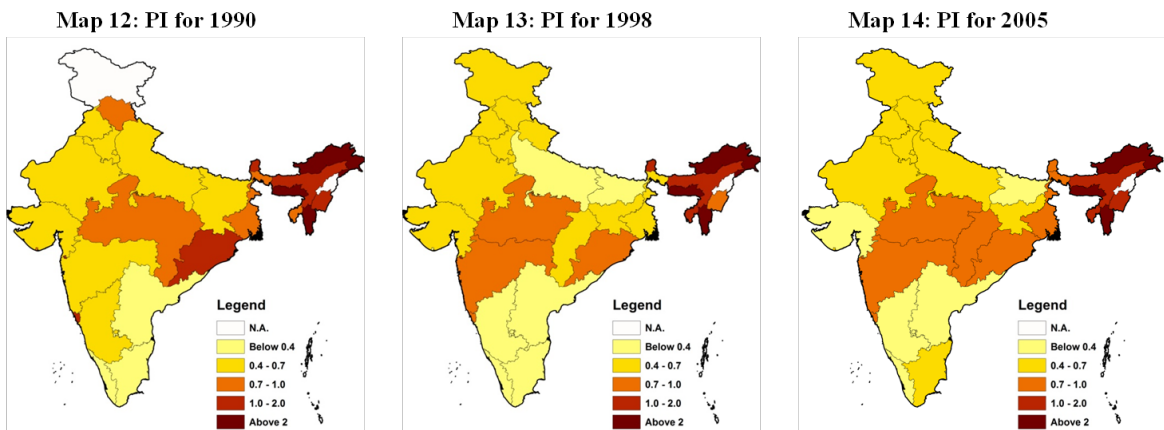 Map 12: PI for 1990
Map 13: PI for 1998
Map 14: PI for 2005
Legend
N.A.
Below 0.4
0.4 - 0.7
0.7 - 1.0
1.0 - 2.0
Above 2
Legend
N.A.
Below 0.4
0.4 - 0.7
0.7 - 1.0
1.0 - 2.0
Above 2
Legend
N.A.
Below 0.4
0.4 - 0.7
0.7 - 1.0
1.0 - 2.0
Above 2